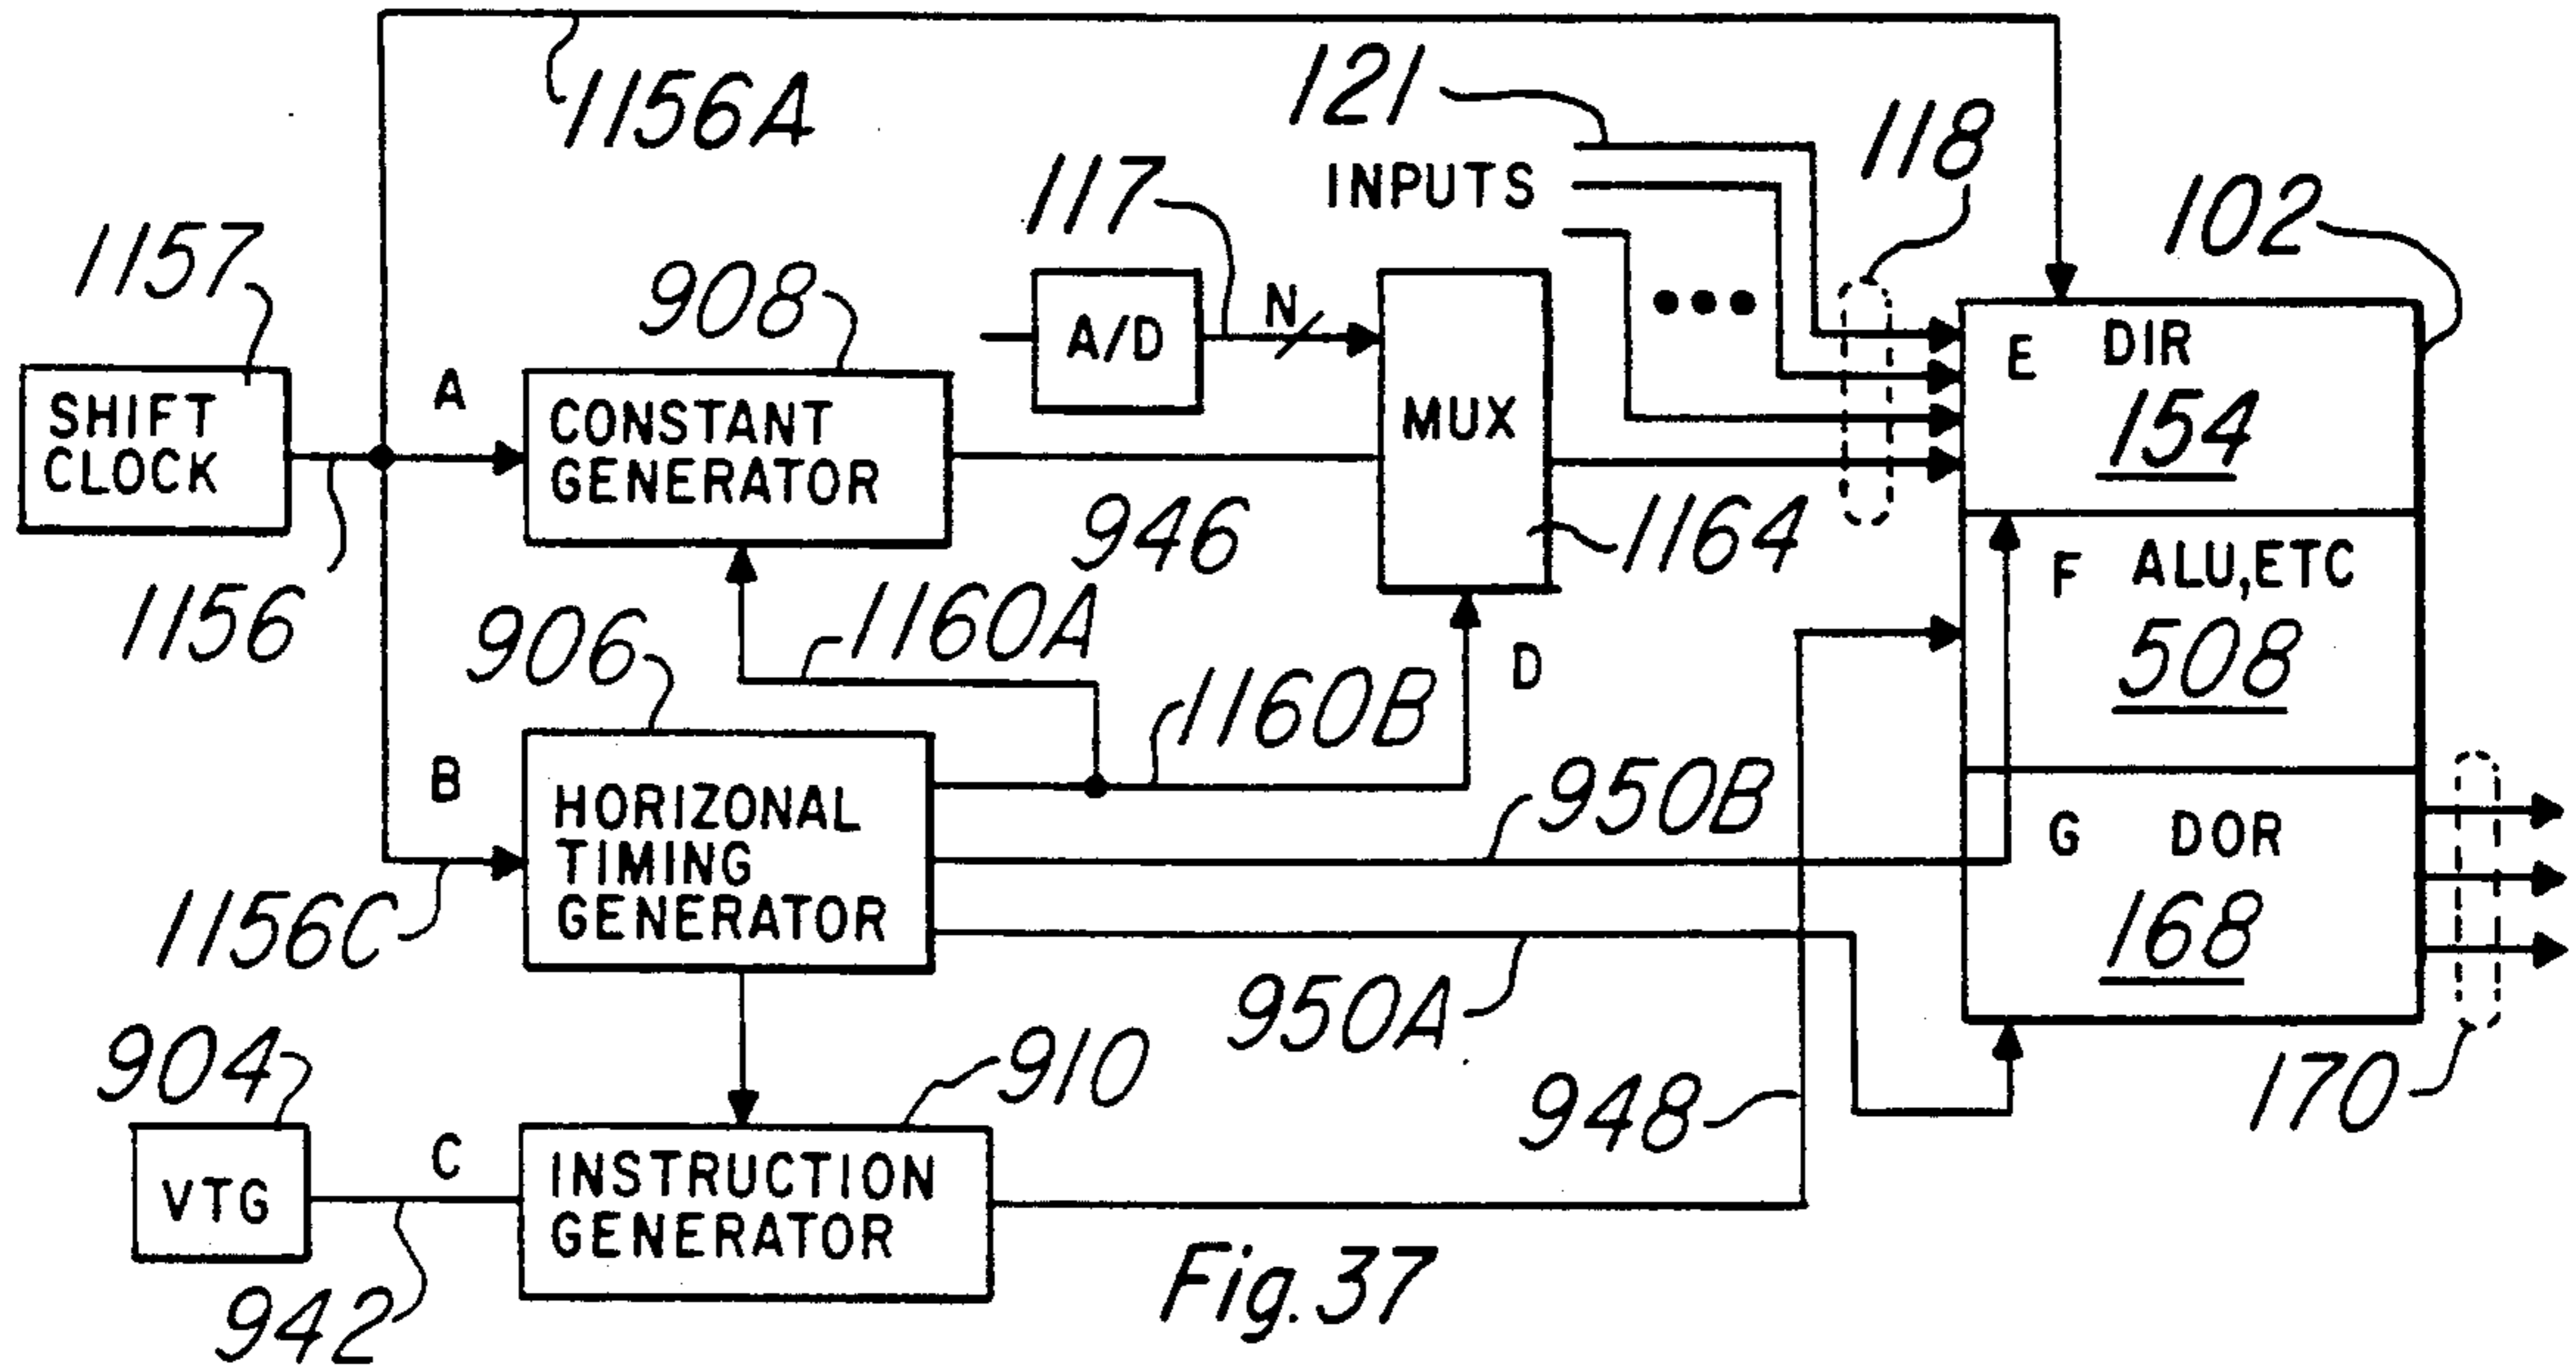 1156A
121
INPUTS
118
117
102
1157
908
A/D
N
SHIFT
CLOCK
A
CONSTANT
GENERATOR
MUX
E DIR
154
946
1164
1156
1160A
F ALU,ETC
508
906
D
1160B
B
HORIZONAL
TIMING
GENERATOR
950B
G DOR
168
1156C
950A
904
910
948
170
VTG
C
INSTRUCTION
GENERATOR
942
Fig. 37